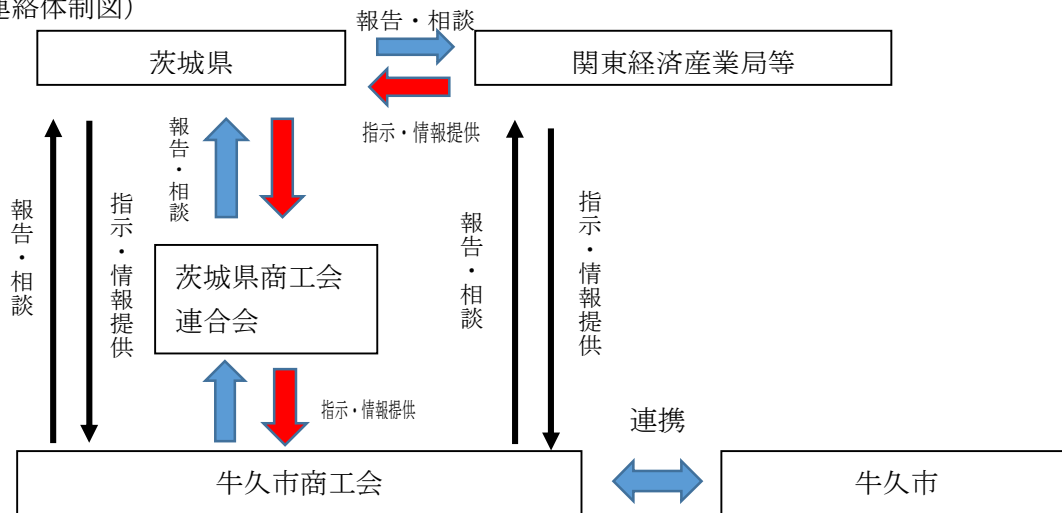 連絡体制図)
報告・相談
茨城県
関東経済産業局等
指示・情報提供
報告・相談
報告・相談
指示・情報提供
報告・相談
指示・情報提供
茨城県商工会
連合会
指示・情報提供
連携
牛久市商工会
牛久市